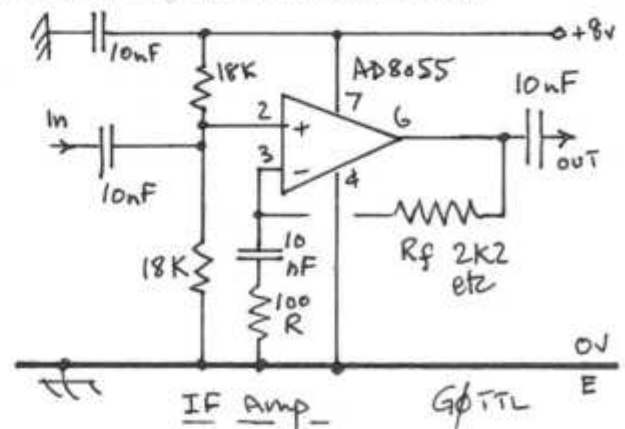 10nF
+8v
18K
AD8055
7
10nF
In
2
+
6
3
-
4
OUT
10nF
18K
10
nF
100
R
Rf 2K2
etc
0V
E
IF Amp
GØTTL